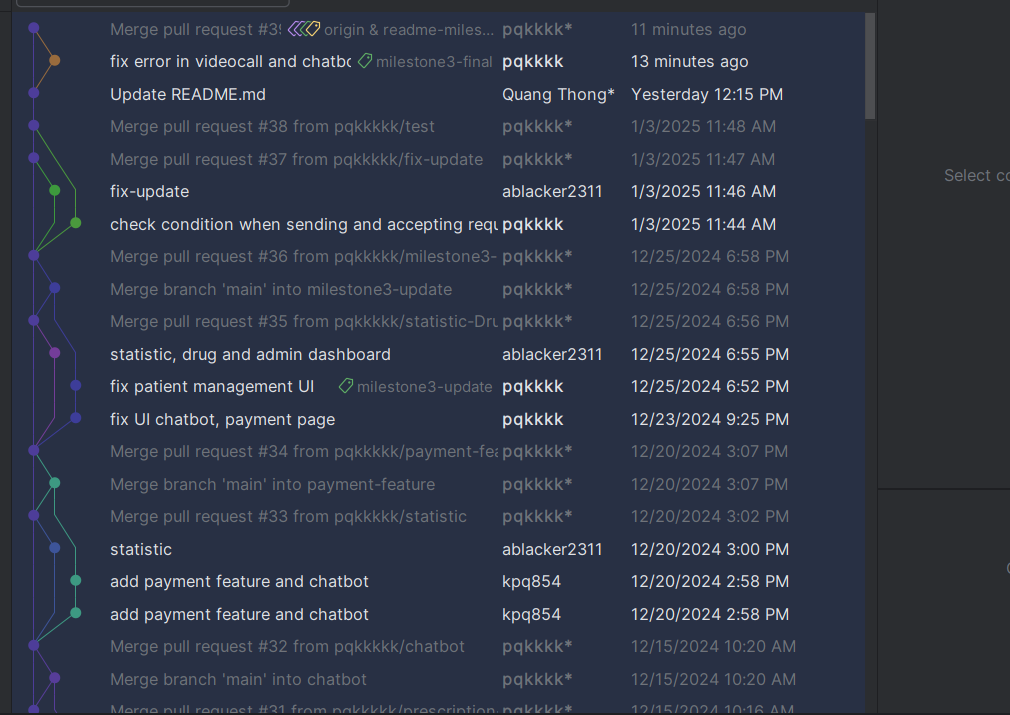 Merge pull request #39 origin & readme-miles... pqkkkk* 11 minutes ago
fix error in videocall and chatbo milestone3-final pqkkkk 13 minutes ago
Update README.md Quang Thong* Yesterday 12:15 PM
Merge pull request #38 from pqkkkkk/test pqkkkk* 1/3/2025 11:48 AM
Merge pull request #37 from pqkkkkk/fix-update pqkkkk* 1/3/2025 11:47 AM
Select co
fix-update ablacker2311 1/3/2025 11:46 AM
check condition when sending and accepting requ pqkkkk 1/3/2025 11:44 AM
Merge pull request #36 from pqkkkkk/milestone3- pqkkkk* 12/25/2024 6:58 PM
Merge branch 'main' into milestone3-update pqkkkk* 12/25/2024 6:58 PM
Merge pull request #35 from pqkkkkk/statistic-Dru pqkkkk* 12/25/2024 6:56 PM
statistic, drug and admin dashboard ablacker2311 12/25/2024 6:55 PM
fix patient management UI milestone3-update pqkkkk 12/25/2024 6:52 PM
fix UI chatbot, payment page pqkkkk 12/23/2024 9:25 PM
Merge pull request #34 from pqkkkkk/payment-fea pqkkkk* 12/20/2024 3:07 PM
Merge branch 'main' into payment-feature pqkkkk* 12/20/2024 3:07 PM
Merge pull request #33 from pqkkkkk/statistic pqkkkk* 12/20/2024 3:02 PM
statistic ablacker2311 12/20/2024 3:00 PM
add payment feature and chatbot kpq854 12/20/2024 2:58 PM
add payment feature and chatbot kpq854 12/20/2024 2:58 PM
Merge pull request #32 from pqkkkkk/chatbot pqkkkk* 12/15/2024 10:20 AM
Merge branch 'main' into chatbot pqkkkk* 12/15/2024 10:20 AM
Merge pull request #31 from pqkkkkk/prescription- pqkkkk* 12/15/2024 10:16 AM